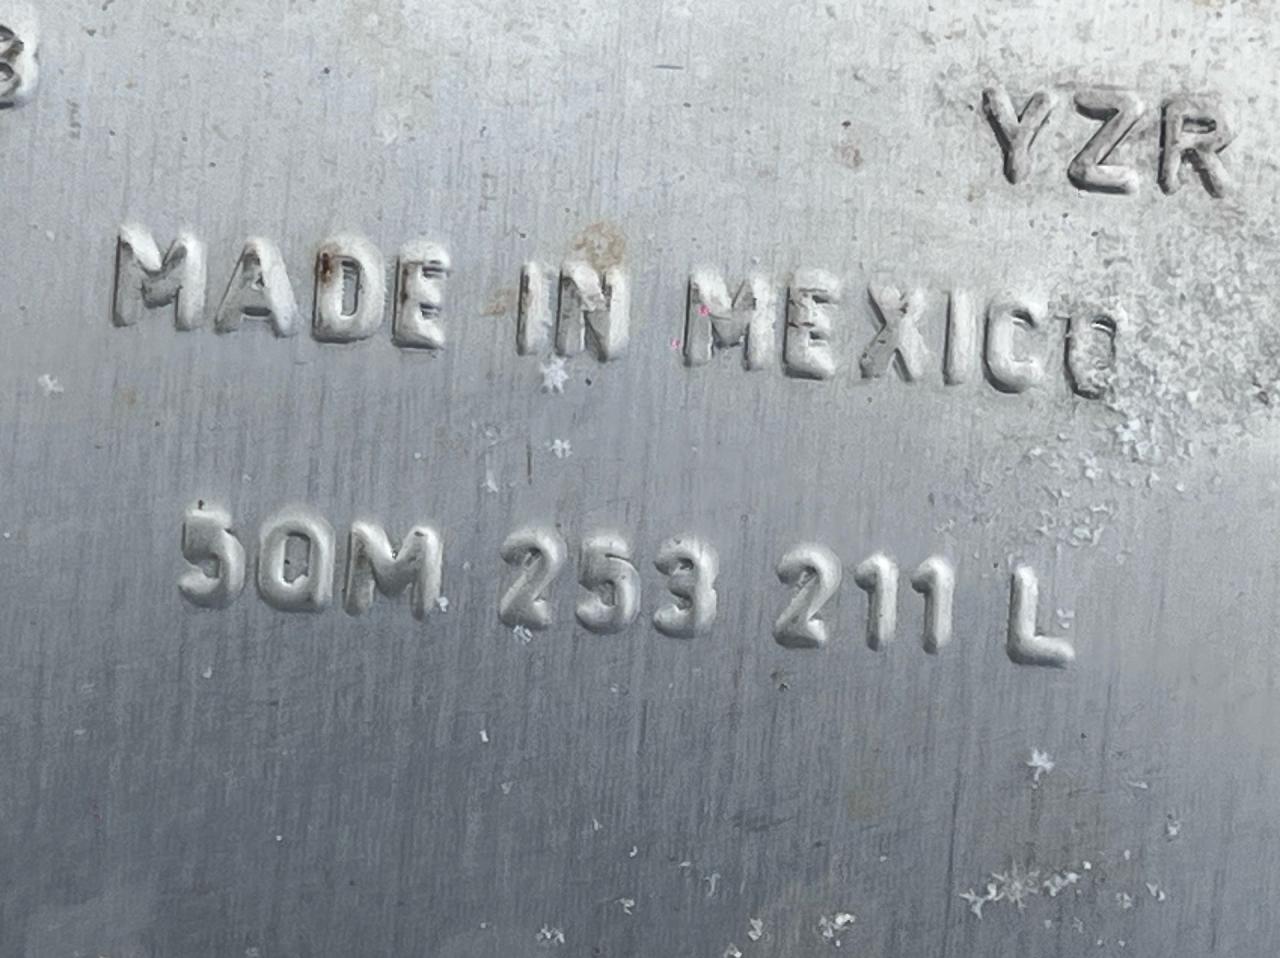 YZR
MADE IN MEXICO
5QM 253 211 L